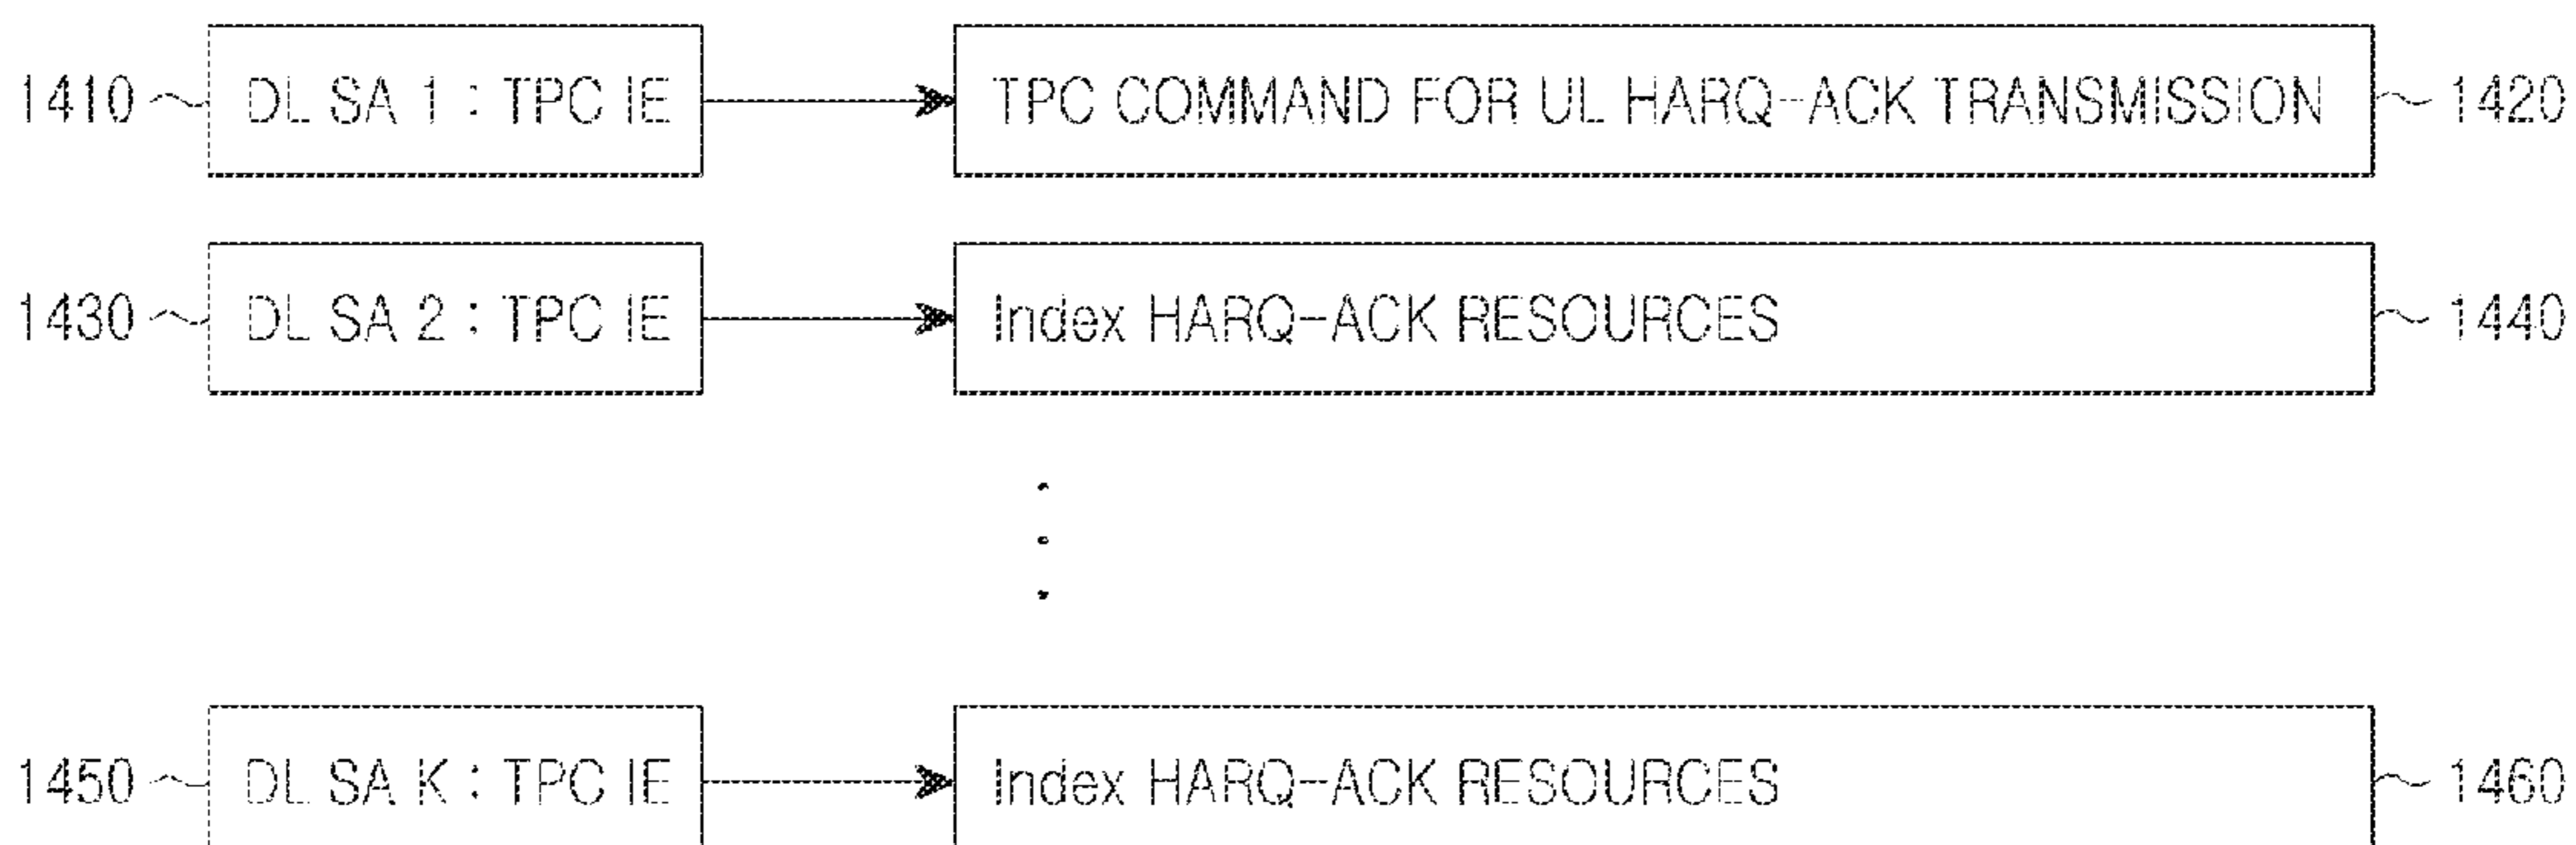 1410 DL SA 1 : TPC IE TPC COMMAND FOR UL HARQ-ACK TRANSMISSION 1420
1430 DL SA 2 : TPC IE Index HARQ-ACK RESOURCES 1440
1450 DL SA K : TPC IE Index HARQ-ACK RESOURCES 1460